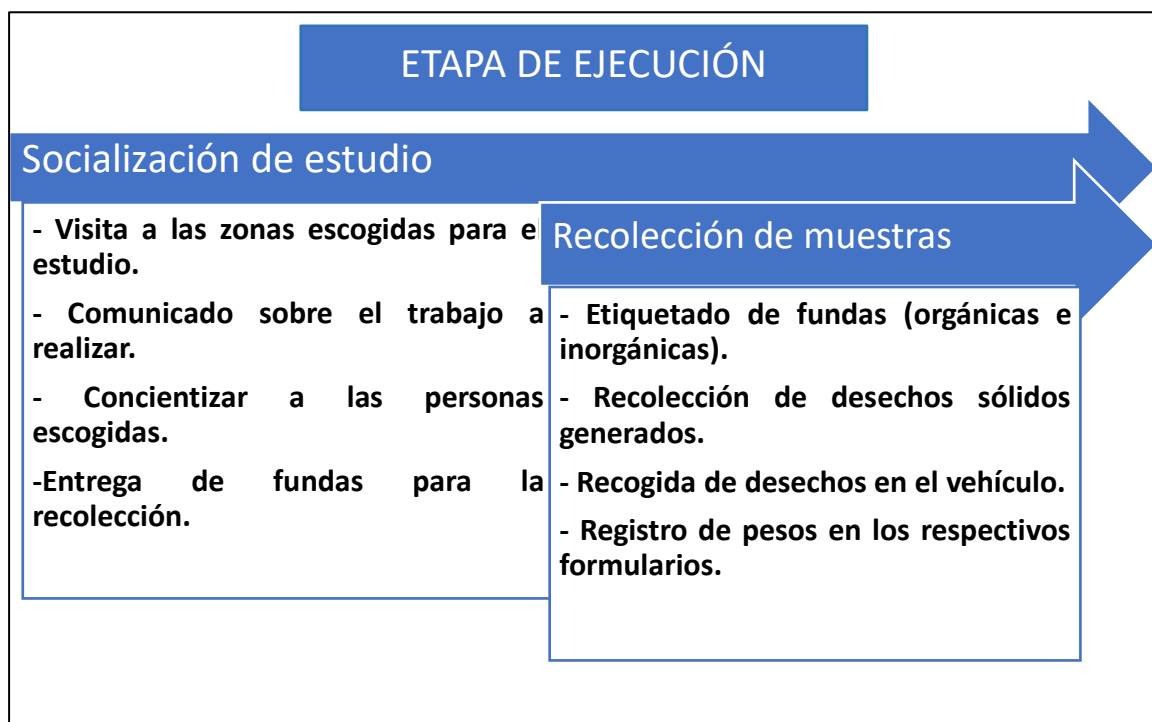 ETAPA DE EJECUCIÓN
Socialización de estudio
- Visita a las zonas escogidas para el
estudio.
- Comunicado sobre el trabajo a
realizar.
- Concientizar a las personas
escogidas.
-Entrega de fundas para la
recolección.
Recolección de muestras
- Etiquetado de fundas (orgánicas e
inorgánicas).
- Recolección de desechos sólidos
generados.
- Recogida de desechos en el vehículo.
- Registro de pesos en los respectivos
formularios.